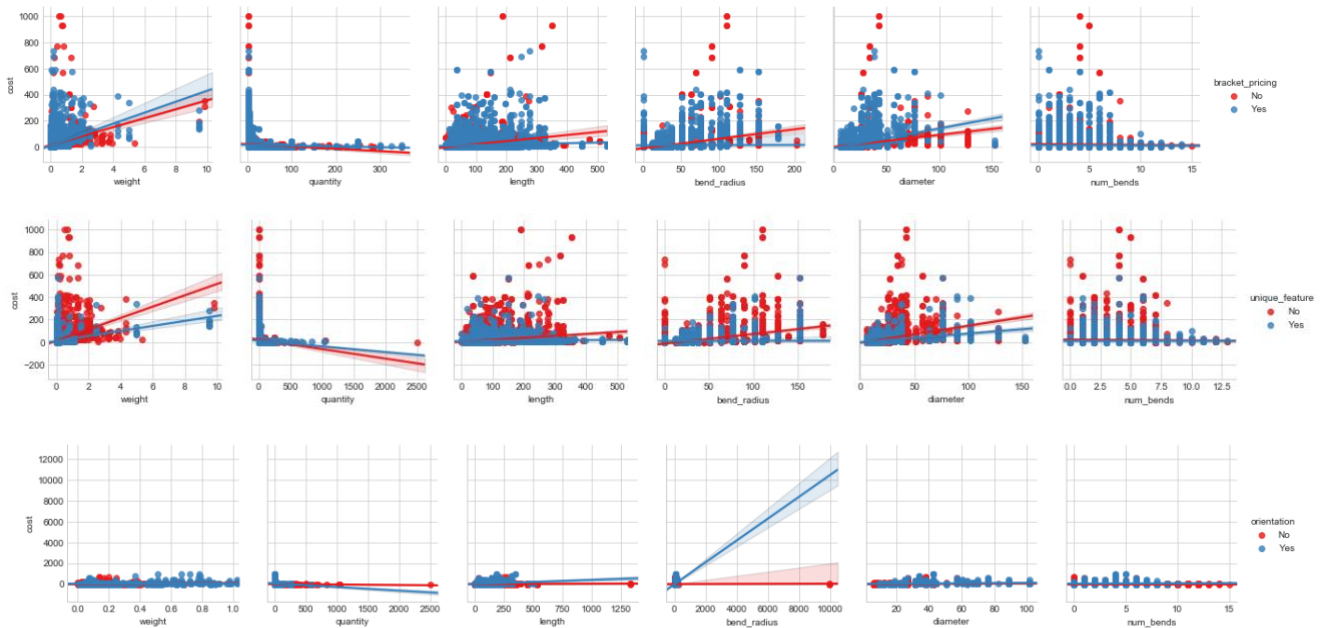 1000
800
600
400
200
0
cost
0 2 4 6 8 10
weight
0 100 200 300
quantity
0 100 200 300 400 500
length
0 50 100 150 200
bend_radius
0 50 100 150
diameter
0 5 10 15
num_bends
bracket_pricing
No
Yes
1000
800
600
400
200
0
−200
cost
0 2 4 6 8 10
weight
0 500 1000 1500 2000 2500
quantity
0 100 200 300 400 500
length
0 50 100 150
bend_radius
0 50 100 150
diameter
0.0 2.5 5.0 7.5 10.0 12.5
num_bends
unique_feature
No
Yes
12000
10000
8000
6000
4000
2000
0
cost
0.0 0.2 0.4 0.6 0.8 1.0
weight
0 500 1000 1500 2000 2500
quantity
0 250 500 750 1000 1250
length
0 2000 4000 6000 8000 10000
bend_radius
20 40 60 80 100
diameter
0 5 10 15
num_bends
orientation
No
Yes